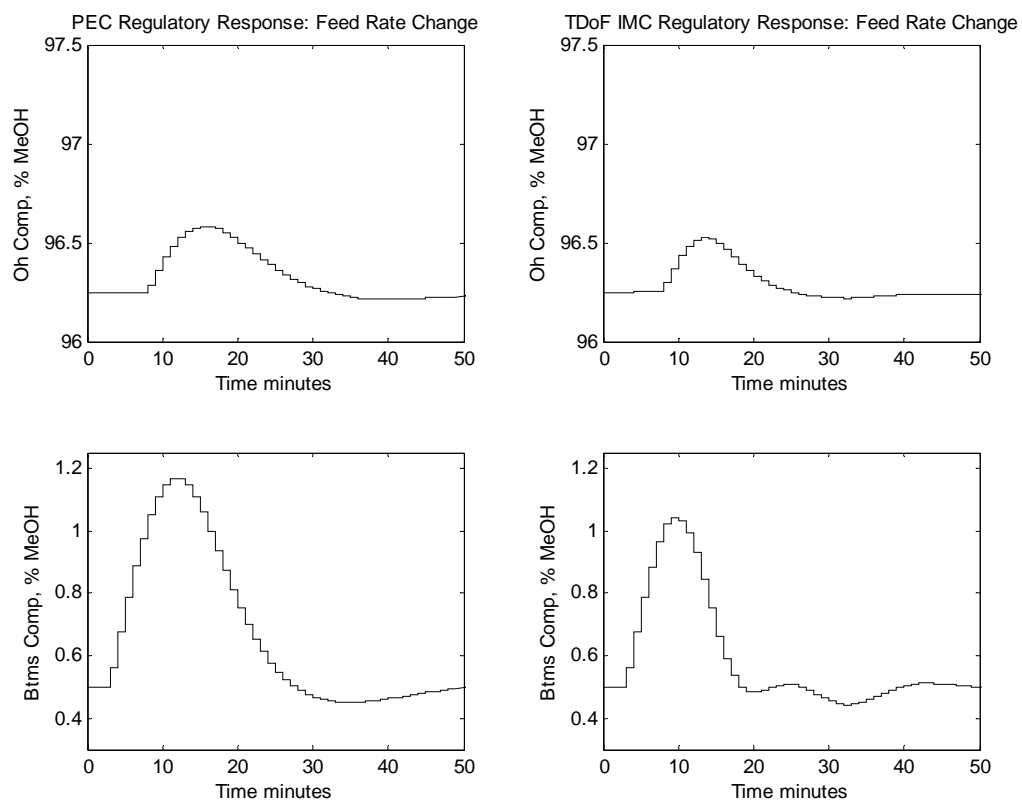 PEC Regulatory Response: Feed Rate Change
97.5
97
96.5
96
Oh Comp, % MeOH
0 10 20 30 40 50
Time minutes
TDoF IMC Regulatory Response: Feed Rate Change
97.5
97
96.5
96
Oh Comp, % MeOH
0 10 20 30 40 50
Time minutes
1.2
1
0.8
0.6
0.4
Btms Comp, % MeOH
0 10 20 30 40 50
Time minutes
1.2
1
0.8
0.6
0.4
Btms Comp, % MeOH
0 10 20 30 40 50
Time minutes